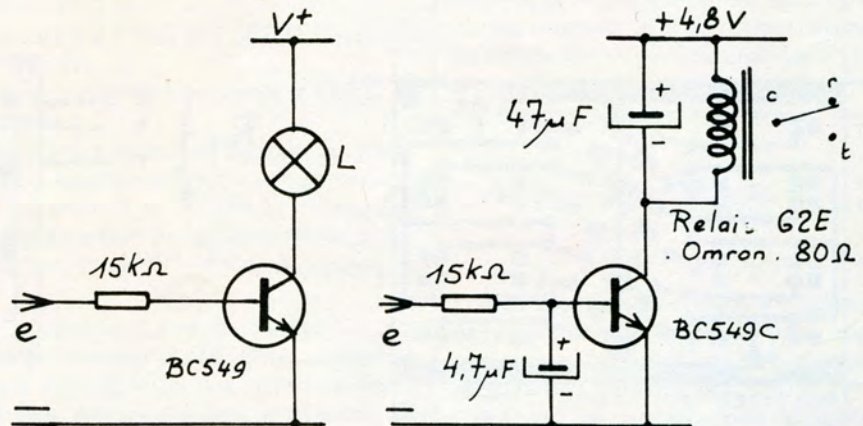 V+
L
15kΩ
e
BC549
—
+4,8V
47µF
+
-
c
r
t
Relai. G2E
. Omron. 80Ω
15kΩ
e
BC549C
4,7µF
+
-
—